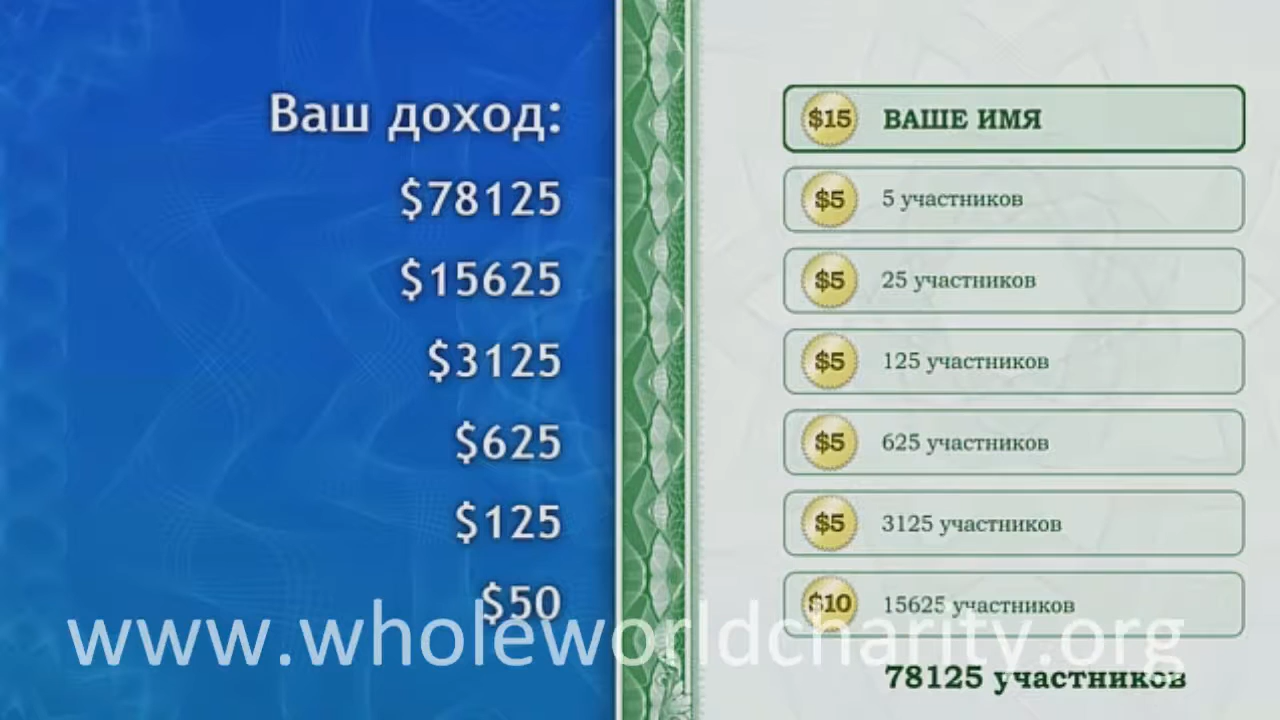 Ваш доход:
$78125
$15625
$3125
$625
$125
$50
$15 ВАШЕ ИМЯ
$5 5 участников
$5 25 участников
$5 125 участников
$5 625 участников
$5 3125 участников
$10 15625 участников
78125 участников
www.wholeworldcharity.org